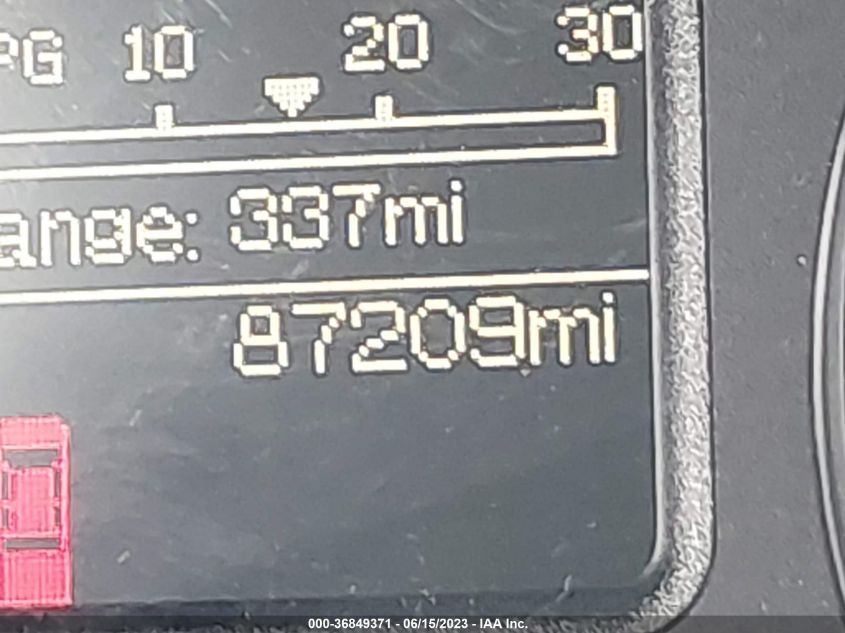 PG 10 20 30
ange: 337mi
87209mi
000-36849371 - 06/15/2023 - IAA Inc.